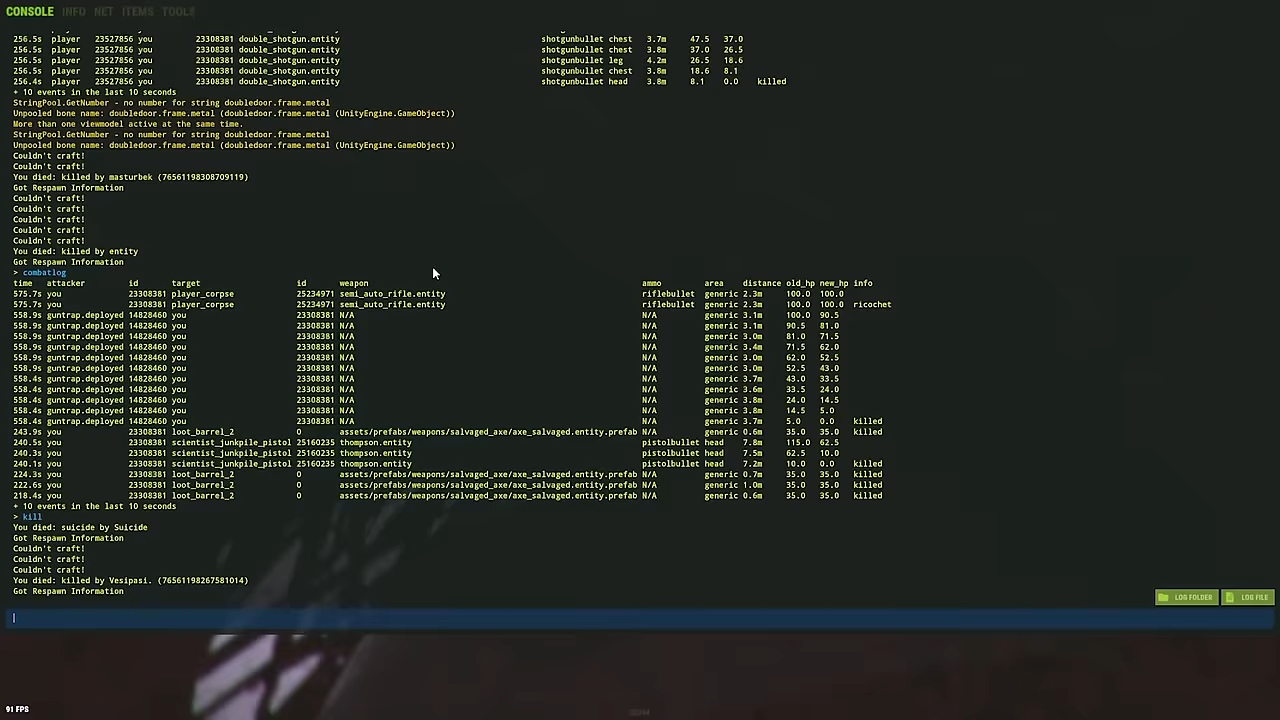 CONSOLE INFO NET ITEMS TOOLS
256.5s player 23527856 you 23308381 double_shotgun.entity shotgunbullet chest 3.7m 47.5 37.0
256.5s player 23527856 you 23308381 double_shotgun.entity shotgunbullet chest 3.8m 37.0 26.5
256.5s player 23527856 you 23308381 double_shotgun.entity shotgunbullet leg 4.2m 26.5 18.6
256.5s player 23527856 you 23308381 double_shotgun.entity shotgunbullet chest 3.8m 18.6 8.1
256.4s player 23527856 you 23308381 double_shotgun.entity shotgunbullet head 3.8m 8.1 0.0 killed
+ 10 events in the last 10 seconds
StringPool.GetNumber - no number for string doubledoor.frame.metal
Unpooled bone name: doubledoor.frame.metal (doubledoor.frame.metal (UnityEngine.GameObject))
More than one viewmodel active at the same time.
StringPool.GetNumber - no number for string doubledoor.frame.metal
Unpooled bone name: doubledoor.frame.metal (doubledoor.frame.metal (UnityEngine.GameObject))
Couldn't craft!
Couldn't craft!
You died: killed by masturbek (76561198308709119)
Got Respawn Information
Couldn't craft!
Couldn't craft!
Couldn't craft!
Couldn't craft!
Couldn't craft!
You died: killed by entity
Got Respawn Information
> combatlog
time attacker id target id weapon ammo area distance old_hp new_hp info
575.7s you 23308381 player_corpse 25234971 semi_auto_rifle.entity riflebullet generic 2.3m 100.0 100.0
575.7s you 23308381 player_corpse 25234971 semi_auto_rifle.entity riflebullet generic 2.3m 100.0 100.0 ricochet
558.9s guntrap.deployed 14828460 you 23308381 N/A N/A generic 3.1m 100.0 90.5
558.9s guntrap.deployed 14828460 you 23308381 N/A N/A generic 3.1m 90.5 81.0
558.9s guntrap.deployed 14828460 you 23308381 N/A N/A generic 3.0m 81.0 71.5
558.9s guntrap.deployed 14828460 you 23308381 N/A N/A generic 3.4m 71.5 62.0
558.9s guntrap.deployed 14828460 you 23308381 N/A N/A generic 3.0m 62.0 52.5
558.9s guntrap.deployed 14828460 you 23308381 N/A N/A generic 3.0m 52.5 43.0
558.4s guntrap.deployed 14828460 you 23308381 N/A N/A generic 3.7m 43.0 33.5
558.4s guntrap.deployed 14828460 you 23308381 N/A N/A generic 3.6m 33.5 24.0
558.4s guntrap.deployed 14828460 you 23308381 N/A N/A generic 3.8m 24.0 14.5
558.4s guntrap.deployed 14828460 you 23308381 N/A N/A generic 3.8m 14.5 5.0
558.4s guntrap.deployed 14828460 you 23308381 N/A N/A generic 3.7m 5.0 0.0 killed
243.9s you 23308381 loot_barrel_2 0 assets/prefabs/weapons/salvaged_axe/axe_salvaged.entity.prefab N/A generic 0.6m 35.0 35.0 killed
240.5s you 23308381 scientist_junkpile_pistol 25160235 thompson.entity pistolbullet head 7.8m 115.0 62.5
240.3s you 23308381 scientist_junkpile_pistol 25160235 thompson.entity pistolbullet head 7.5m 62.5 10.0
240.1s you 23308381 scientist_junkpile_pistol 25160235 thompson.entity pistolbullet head 7.2m 10.0 0.0 killed
224.3s you 23308381 loot_barrel_2 0 assets/prefabs/weapons/salvaged_axe/axe_salvaged.entity.prefab N/A generic 0.7m 35.0 35.0 killed
222.6s you 23308381 loot_barrel_2 0 assets/prefabs/weapons/salvaged_axe/axe_salvaged.entity.prefab N/A generic 1.0m 35.0 35.0 killed
218.4s you 23308381 loot_barrel_2 0 assets/prefabs/weapons/salvaged_axe/axe_salvaged.entity.prefab N/A generic 0.6m 35.0 35.0 killed
+ 10 events in the last 10 seconds
> kill
You died: suicide by Suicide
Got Respawn Information
Couldn't craft!
Couldn't craft!
Couldn't craft!
You died: killed by Vesipasi. (76561198267581014)
Got Respawn Information
LOG FOLDER LOG FILE
91 FPS